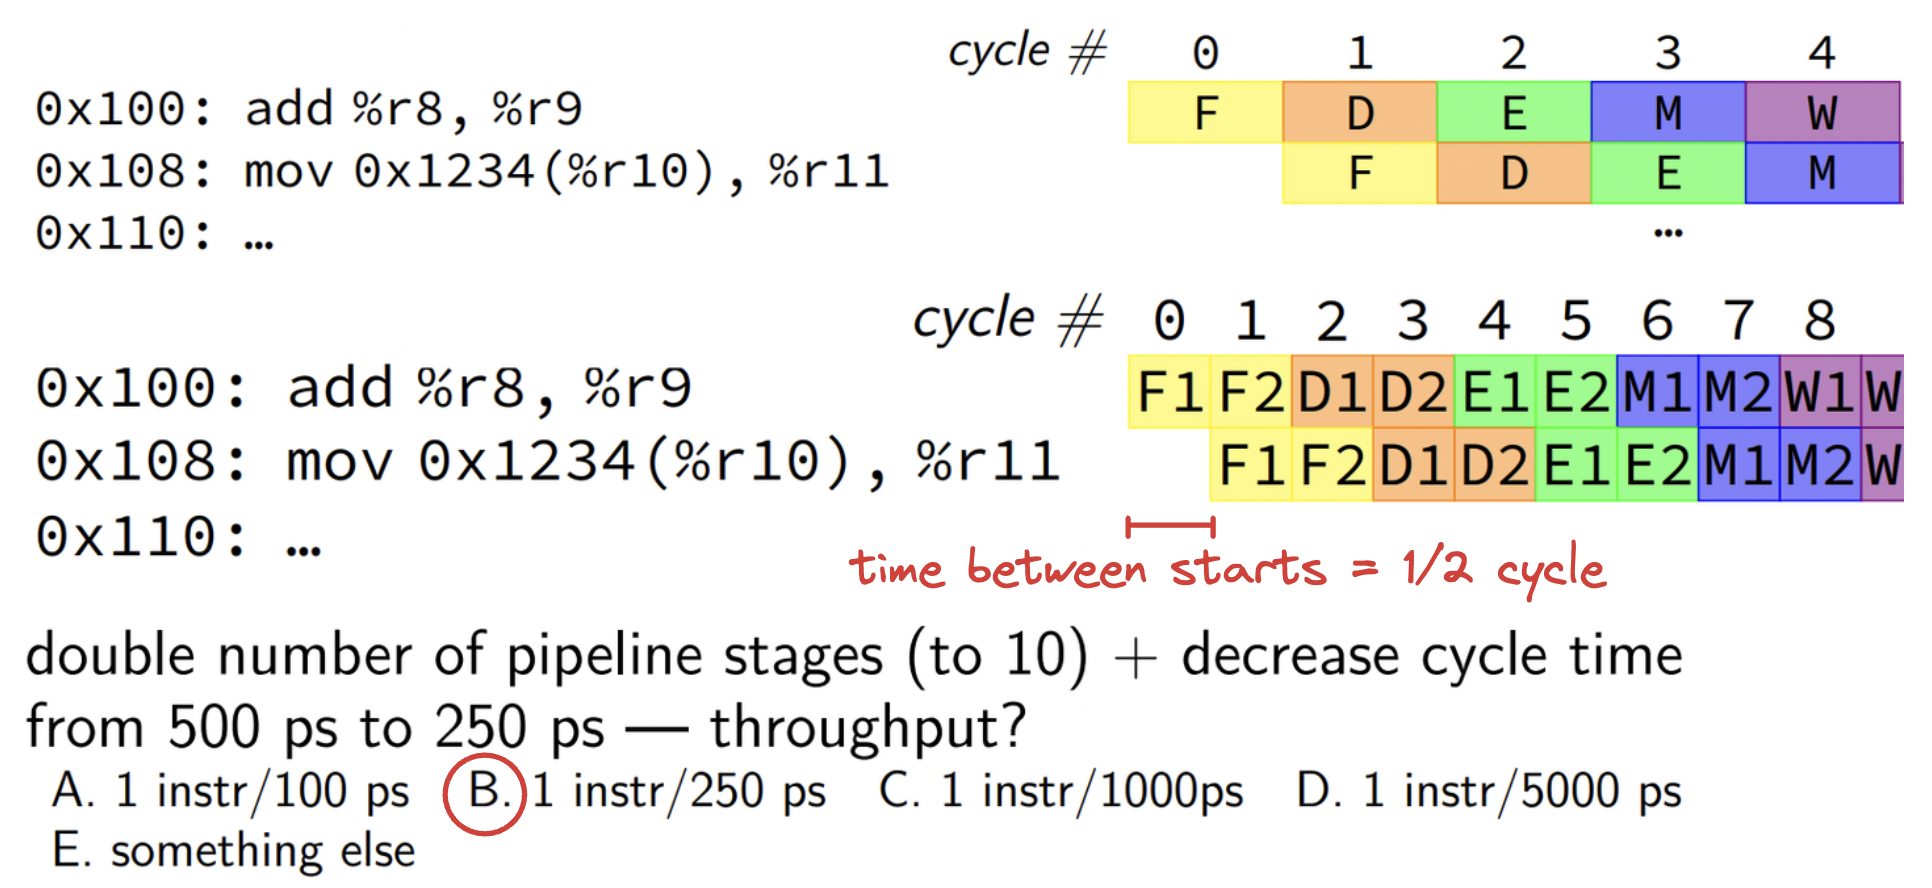 cycle # 0 1 2 3 4
0x100: add %r8, %r9 F D E M W
0x108: mov 0x1234(%r10), %r11 F D E M
0x110: … …
cycle # 0 1 2 3 4 5 6 7 8
0x100: add %r8, %r9 F1 F2 D1 D2 E1 E2 M1 M2 W1 W
0x108: mov 0x1234(%r10), %r11 F1 F2 D1 D2 E1 E2 M1 M2 W
0x110: …
time between starts = 1/2 cycle
double number of pipeline stages (to 10) + decrease cycle time
from 500 ps to 250 ps — throughput?
A. 1 instr/100 ps B. 1 instr/250 ps C. 1 instr/1000ps D. 1 instr/5000 ps
E. something else